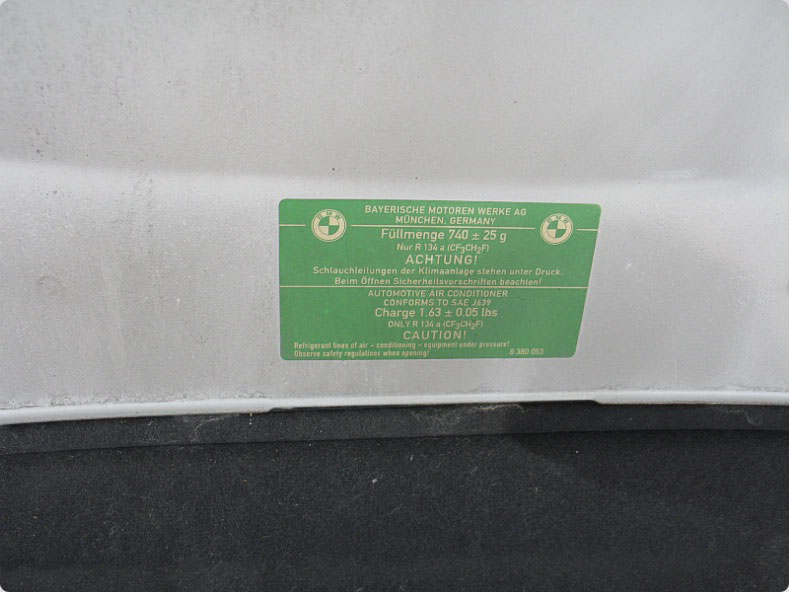 BAYERISCHE MOTOREN WERKE AG
MÜNCHEN, GERMANY
Füllmenge 740 ± 25 g
Nur R 134 a (CF₃CH₂F)
ACHTUNG!
Schlauchleitungen der Klimaanlage stehen unter Druck.
Beim Öffnen Sicherheitsvorschriften beachten!
AUTOMOTIVE AIR CONDITIONER
CONFORMS TO SAE J639
Charge 1.63 ± 0.05 lbs
ONLY R 134 a (CF₃CH₂F)
CAUTION!
Refrigerant lines of air – conditioning – equipment under pressure!
Observe safety regulations when opening!
8 380 053
BMW
BMW